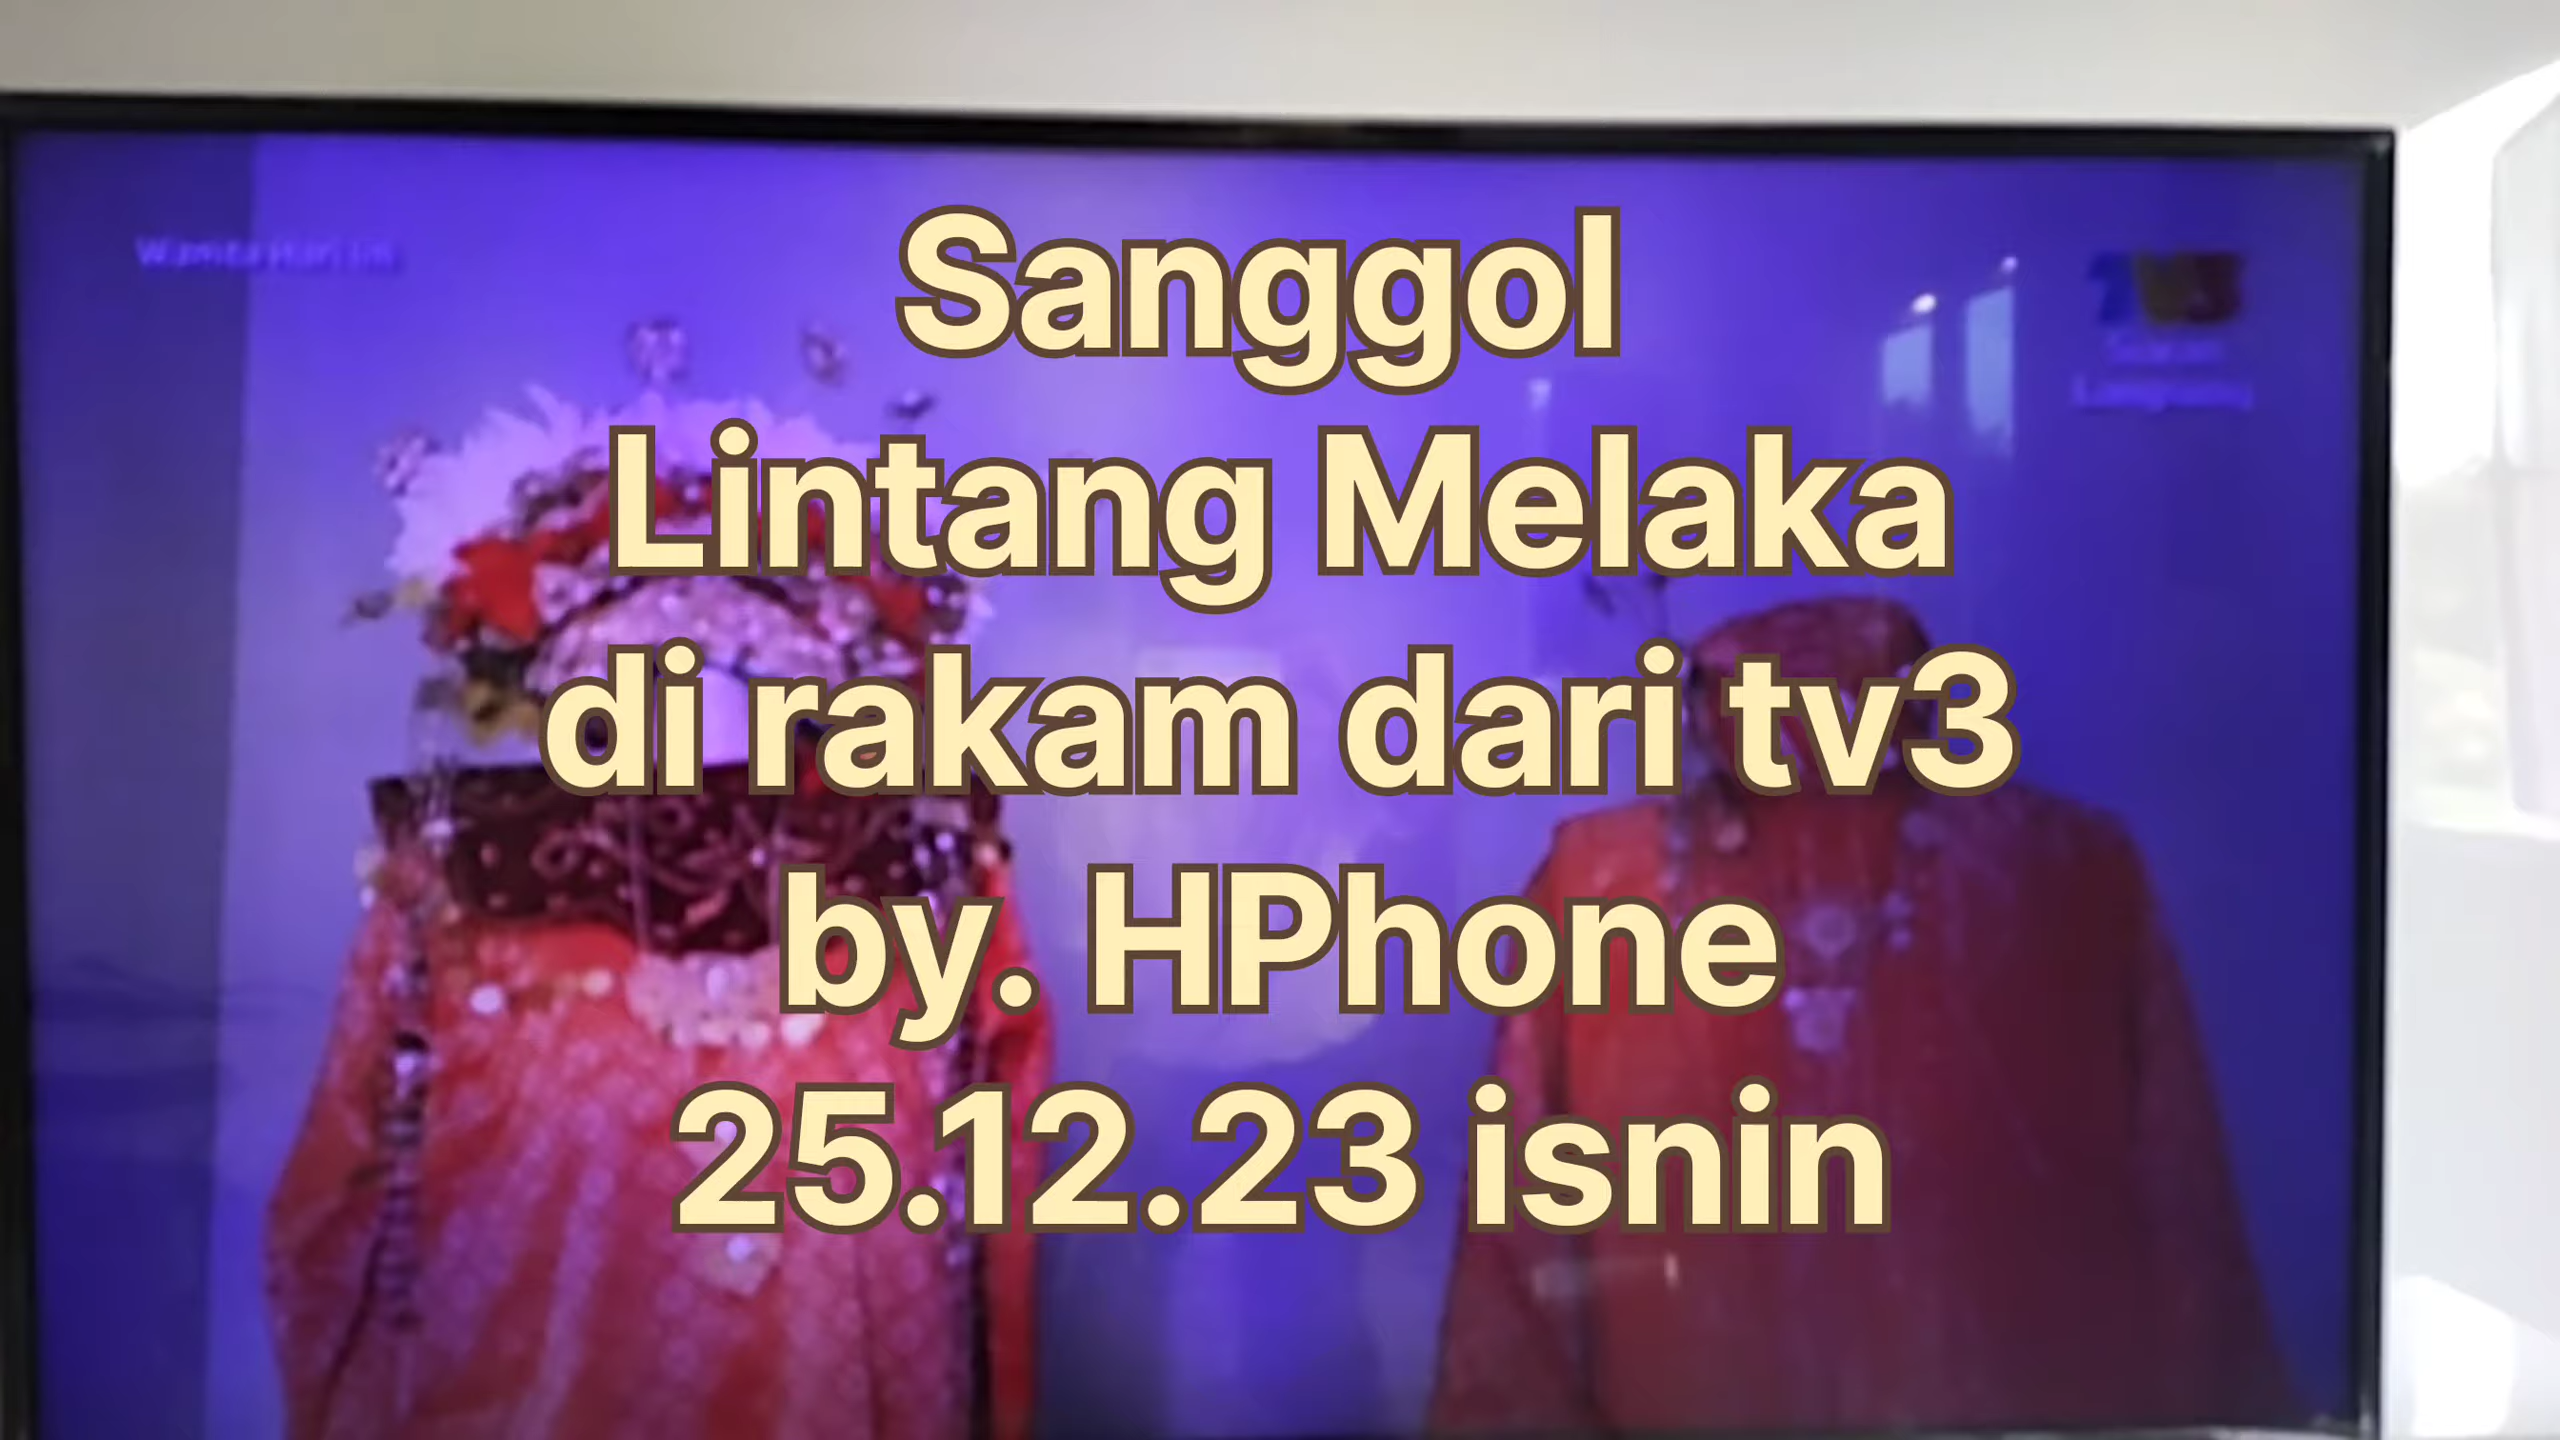 Sanggol
Lintang Melaka
di rakam dari tv3
by. HPhone
25.12.23 isnin